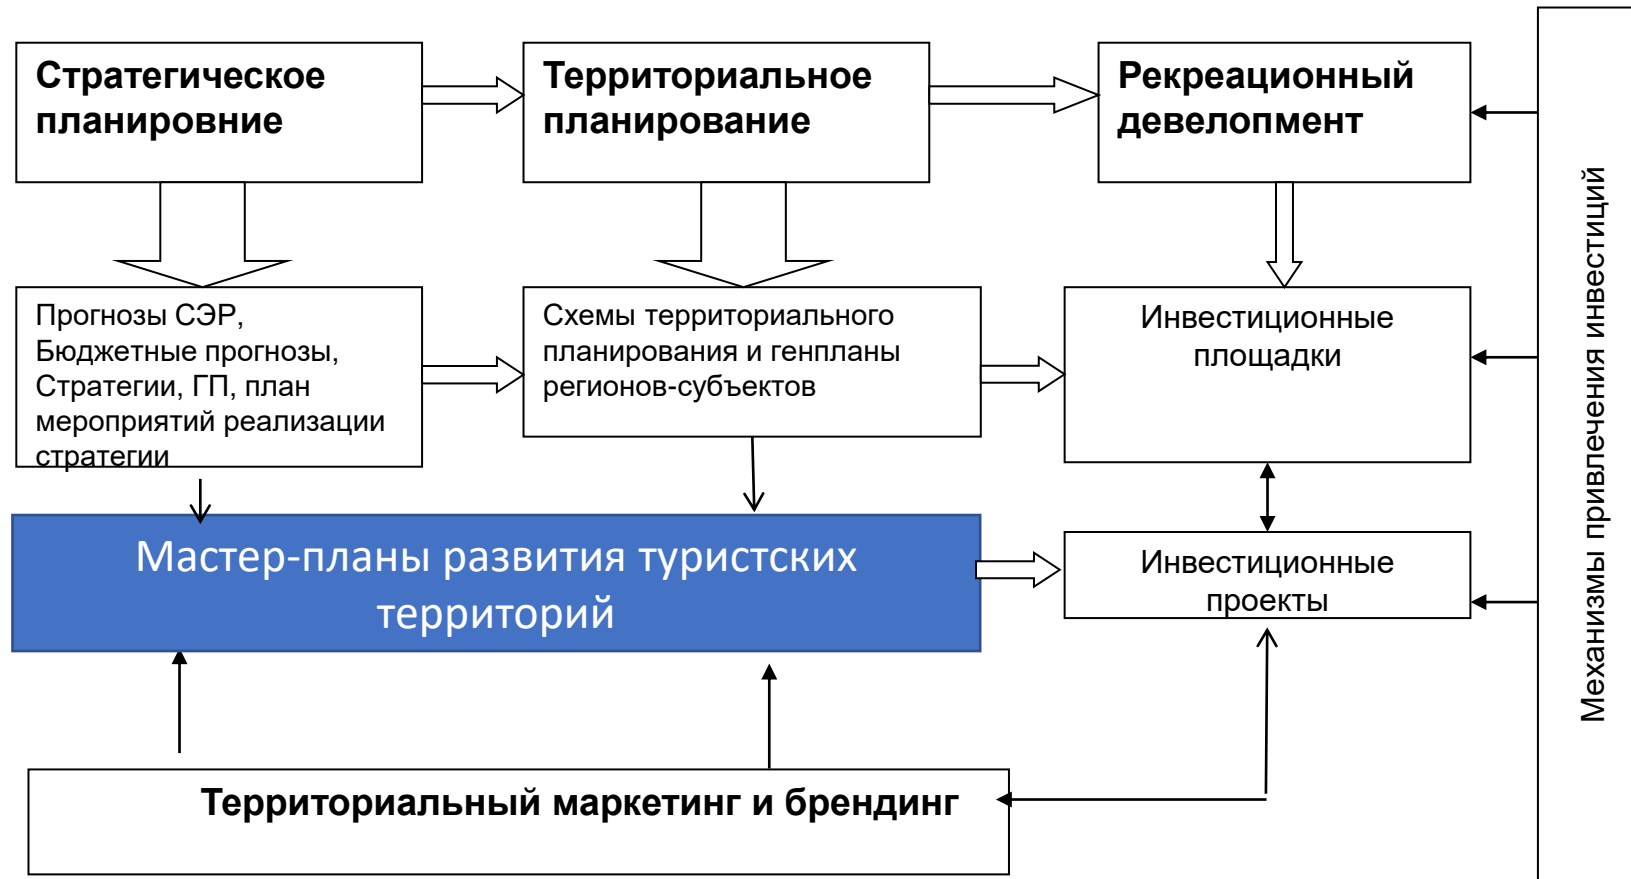 Стратегическое
планировние
Территориальное
планирование
Рекреационный
девелопмент
Прогнозы СЭР,
Бюджетные прогнозы,
Стратегии, ГП, план
мероприятий реализации
стратегии
Схемы территориального
планирования и генпланы
регионов-субъектов
Инвестиционные
площадки
Мастер-планы развития туристских
территорий
Инвестиционные
проекты
Территориальный маркетинг и брендинг
Механизмы привлечения инвестиций